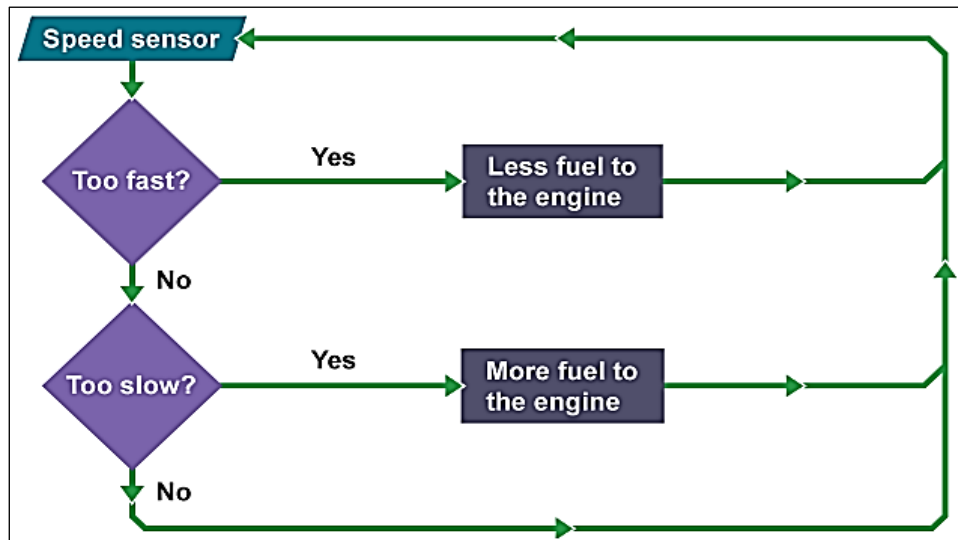 Speed sensor
Too fast?
Yes
Less fuel to
the engine
No
Too slow?
Yes
More fuel to
the engine
No